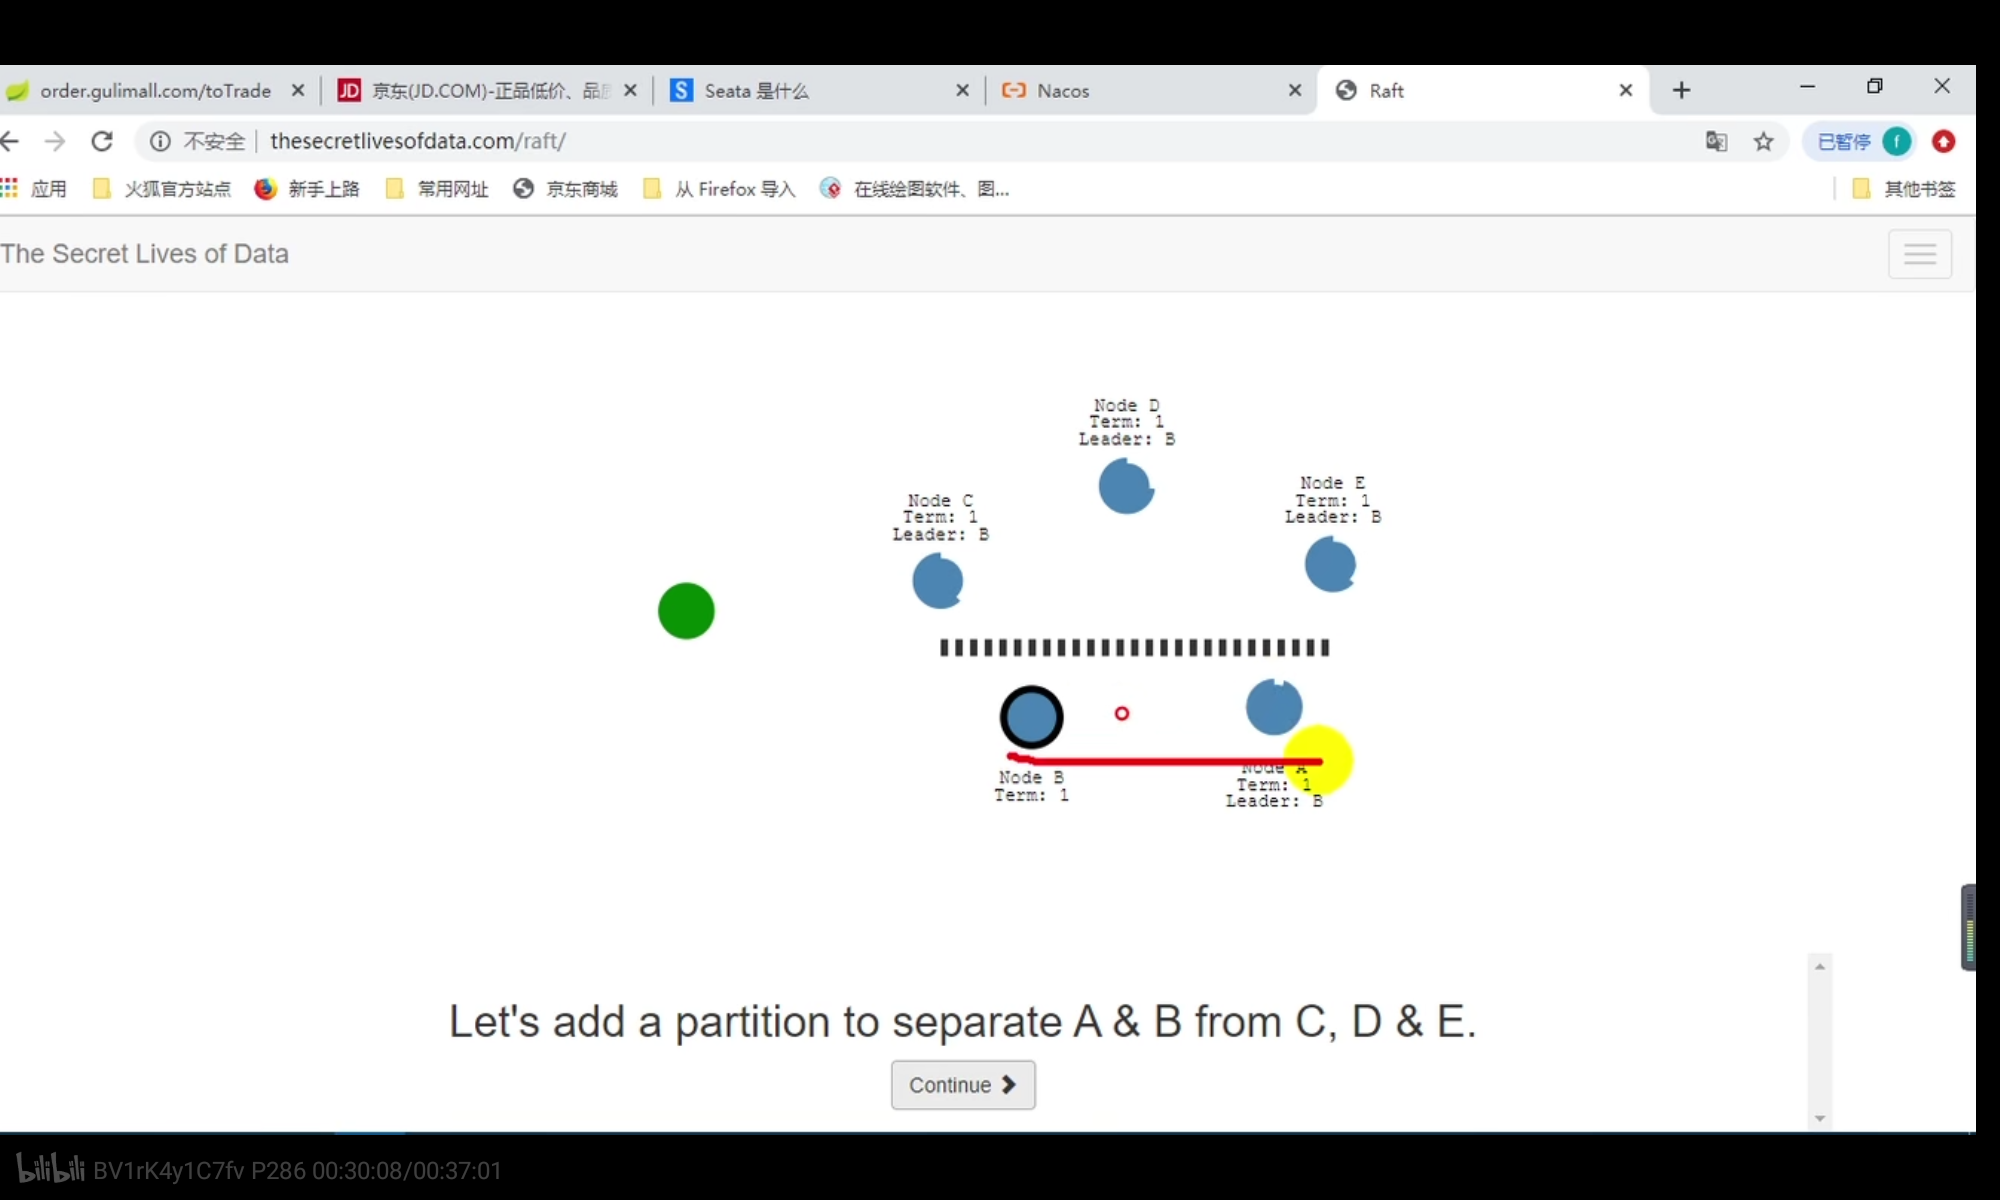 order.gulimall.com/toTrade
JD 京东(JD.COM)-正品低价、品质
S Seata 是什么
Nacos
Raft
不安全 | thesecretlivesofdata.com/raft/
已暂停 f
应用 火狐官方站点 新手上路 常用网址 京东商城 从 Firefox 导入 在线绘图软件、图... 其他书签
The Secret Lives of Data
Node D
Term: 1
Leader: B
Node E
Term: 1
Leader: B
Node C
Term: 1
Leader: B
Node B
Term: 1
Node A
Term: 1
Leader: B
Let's add a partition to separate A & B from C, D & E.
Continue
bilibili BV1rK4y1C7fv P286 00:30:08/00:37:01